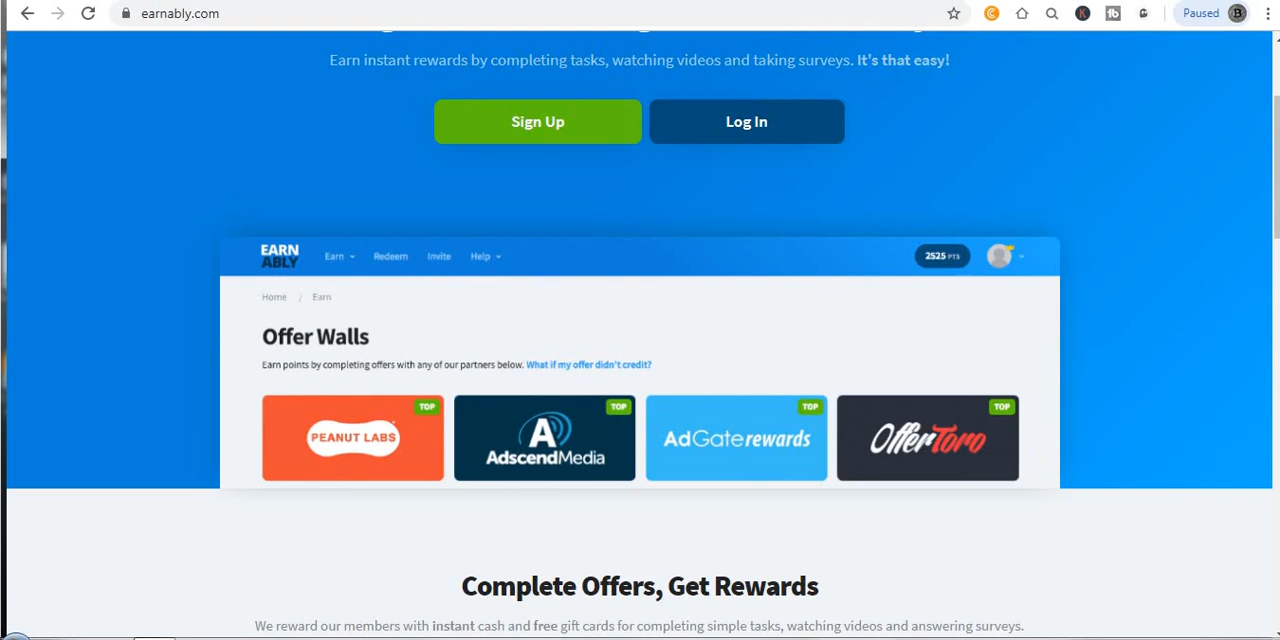 earnably.com
Paused B
Earn instant rewards by completing tasks, watching videos and taking surveys. It's that easy!
Sign Up Log In
EARN ABLY Earn Redeem Invite Help 2525 PTS
Home / Earn
Offer Walls
Earn points by completing offers with any of our partners below. What if my offer didn't credit?
TOP TOP TOP TOP
PEANUT LABS AdscendMedia AdGaterewards OfferToro
Complete Offers, Get Rewards
We reward our members with instant cash and free gift cards for completing simple tasks, watching videos and answering surveys.